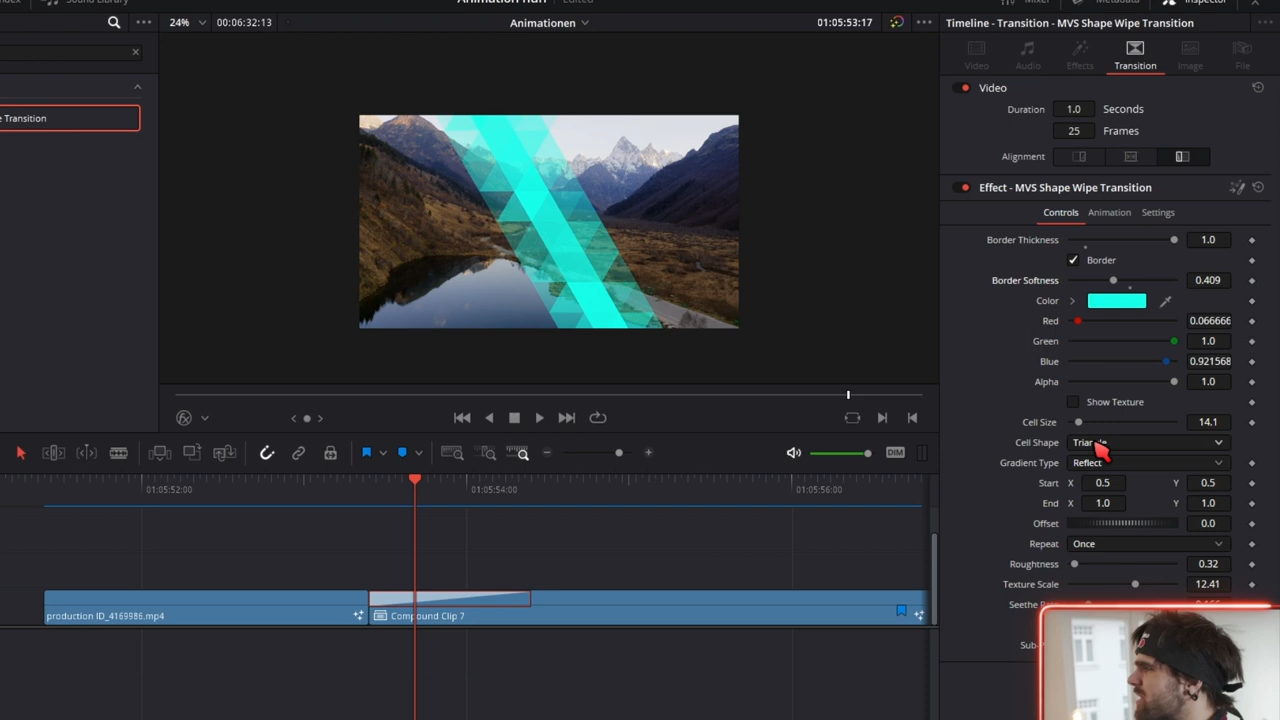 Sound Library
Animation nun
Edited
Mixer
Metadata
Inspector
24%
00:06:32:13
Animationen
01:05:53:17
Timeline - Transition - MVS Shape Wipe Transition
Video
Audio
Effects
Transition
Image
File
e Transition
Video
Duration 1.0 Seconds
25 Frames
Alignment
Effect - MVS Shape Wipe Transition
Controls Animation Settings
Border Thickness 1.0
Border
Border Softness 0.409
Color
Red 0.066666
Green 1.0
Blue 0.921568
Alpha 1.0
Show Texture
Cell Size 14.1
Cell Shape
Gradient Type Reflect
Start X 0.5 Y 0.5
End X 1.0 Y 1.0
Offset 0.0
Repeat Once
Roughness 0.32
Texture Scale 12.41
Sub-
DIM
01:05:52:00
01:05:54:00
01:05:56:00
production ID_4169986.mp4
Compound Clip 7